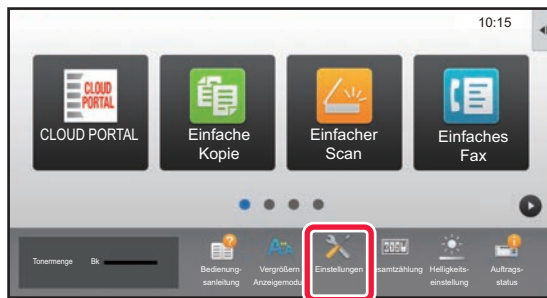 10:15
CLOUD
PORTAL
CLOUD PORTAL
Einfache
Kopie
Einfacher
Scan
Einfaches
Fax
Tonermenge Bk
Bedienung-
sanleitung
Vergrößern
Anzeigemodu
Einstellungen
samtzählung
Helligkeits-
einstellung
Auftrags-
status